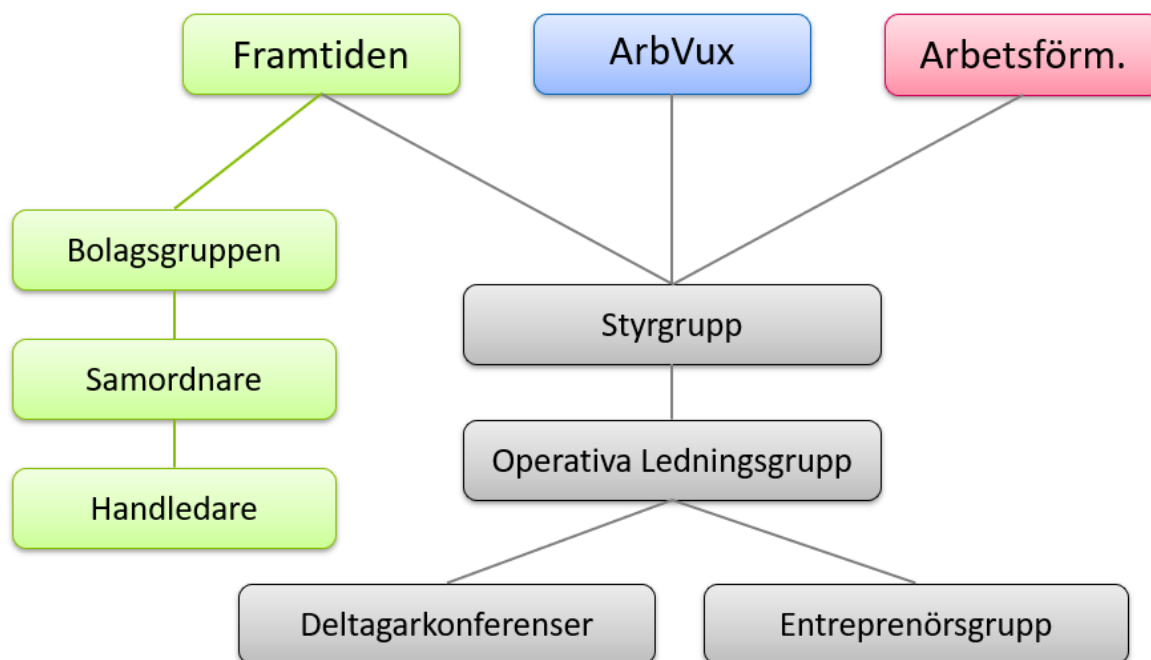 Framtiden
ArbVux
Arbetsförm.
Bolagsgruppen
Styrgrupp
Samordnare
Operativa Ledningsgrupp
Handledare
Deltagarkonferenser
Entreprenörsgrupp